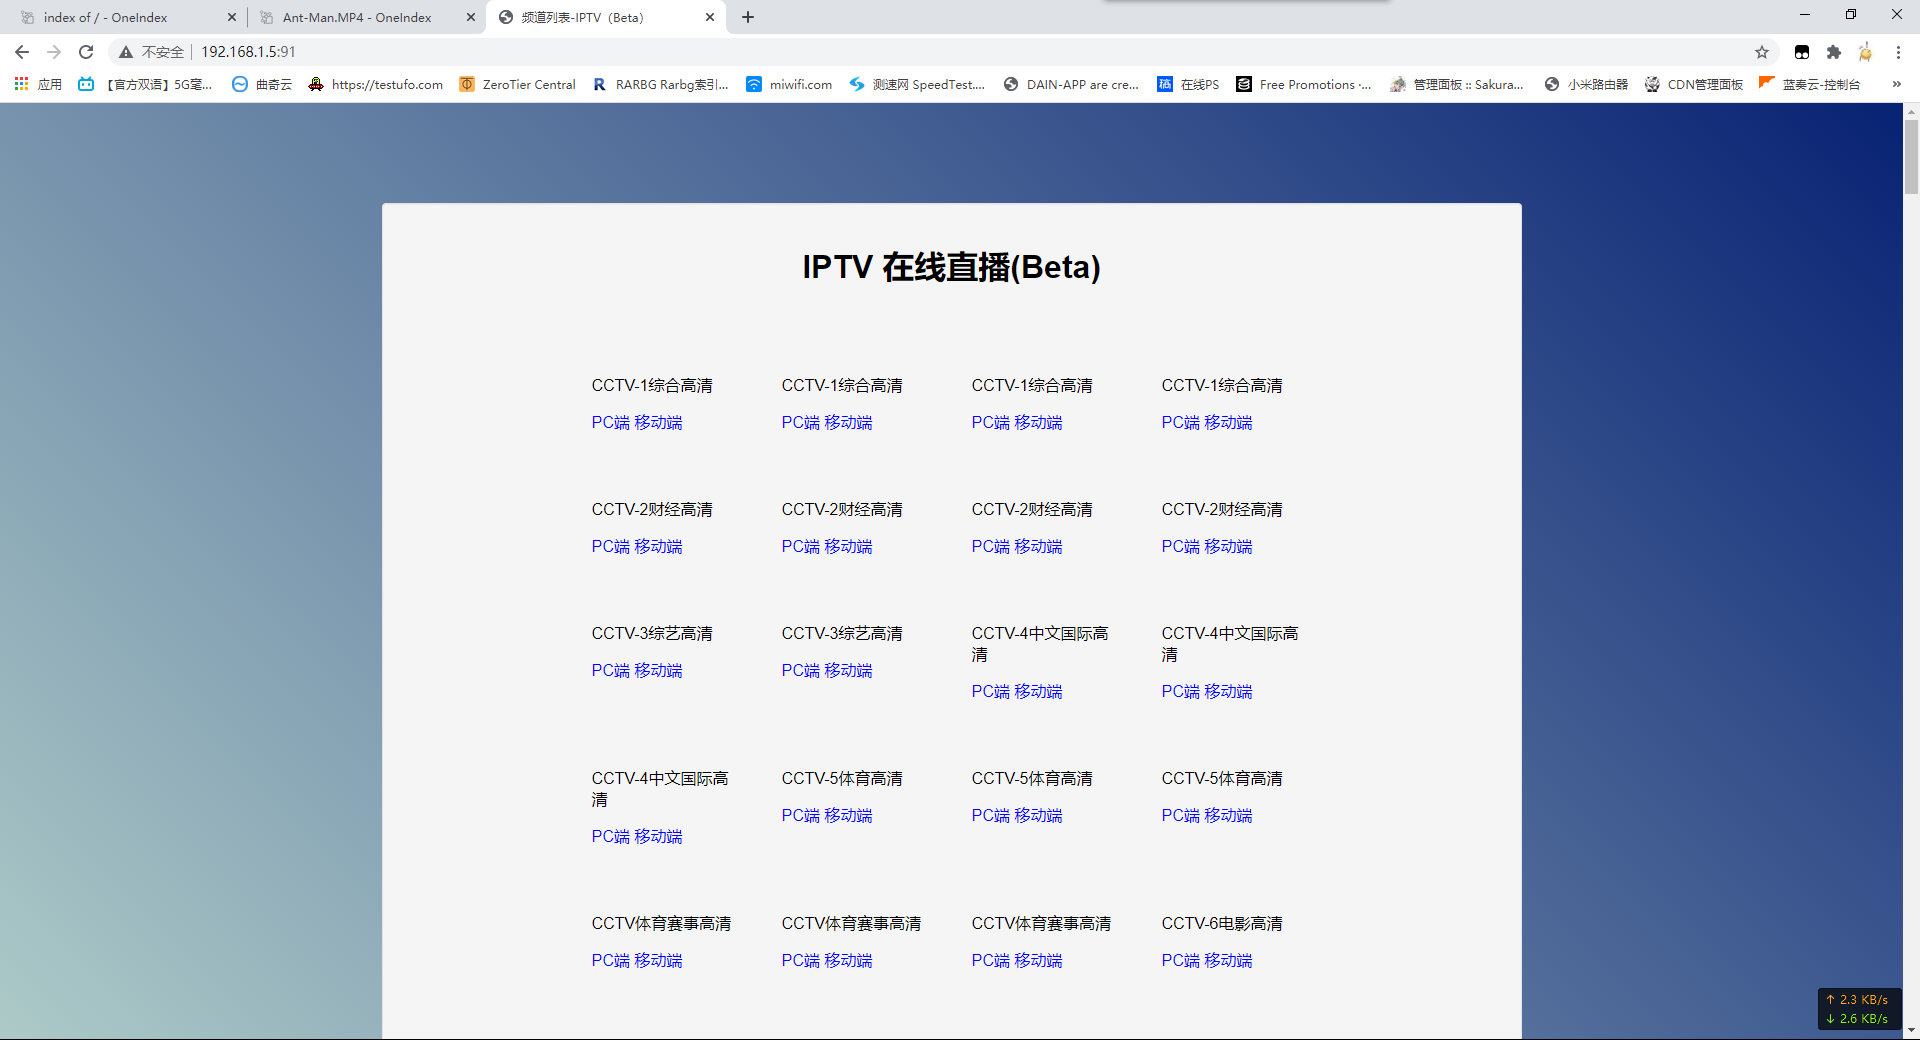 index of / - OneIndex
Ant-Man.MP4 - OneIndex
频道列表-IPTV（Beta）
不安全
192.168.1.5:91
应用
【官方双语】5G毫...
曲奇云
https://testufo.com
ZeroTier Central
RARBG Rarbg索引...
miwifi.com
测速网 SpeedTest....
DAIN-APP are cre...
在线PS
Free Promotions ·...
管理面板 :: Sakura...
小米路由器
CDN管理面板
蓝奏云-控制台
»
IPTV 在线直播(Beta)
CCTV-1综合高清 CCTV-1综合高清 CCTV-1综合高清 CCTV-1综合高清
PC端 移动端 PC端 移动端 PC端 移动端 PC端 移动端
CCTV-2财经高清 CCTV-2财经高清 CCTV-2财经高清 CCTV-2财经高清
PC端 移动端 PC端 移动端 PC端 移动端 PC端 移动端
CCTV-3综艺高清
PC端 移动端
CCTV-3综艺高清
PC端 移动端
CCTV-4中文国际高
清
PC端 移动端
CCTV-4中文国际高
清
PC端 移动端
CCTV-4中文国际高
清
PC端 移动端
CCTV-5体育高清
PC端 移动端
CCTV-5体育高清
PC端 移动端
CCTV-5体育高清
PC端 移动端
CCTV体育赛事高清 CCTV体育赛事高清 CCTV体育赛事高清 CCTV-6电影高清
PC端 移动端 PC端 移动端 PC端 移动端 PC端 移动端
↑ 2.3 KB/s
↓ 2.6 KB/s